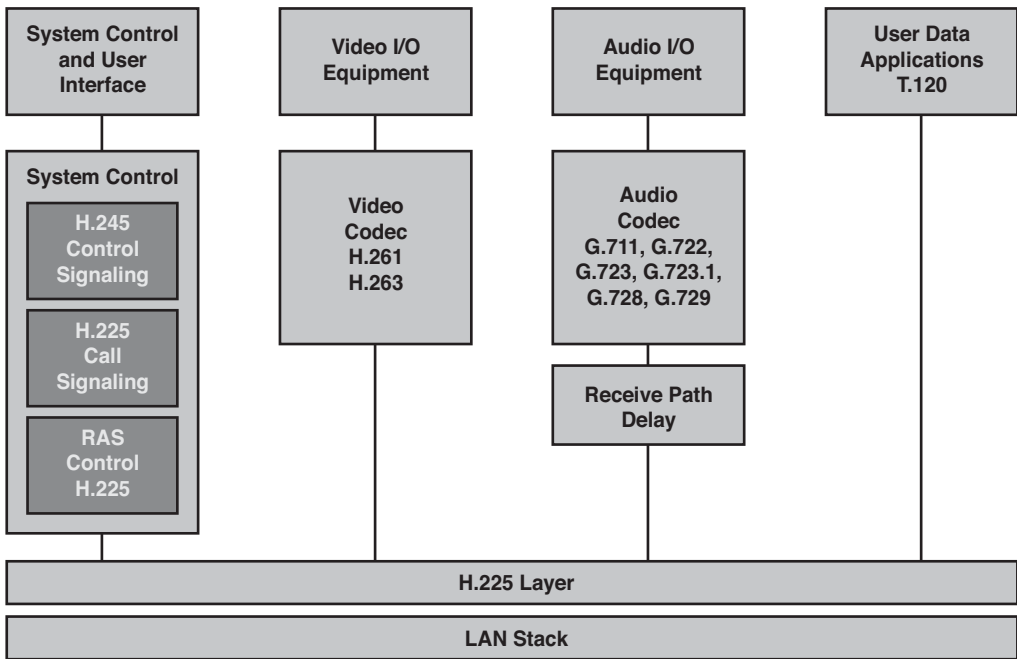 System Control
and User
Interface
Video I/O
Equipment
Audio I/O
Equipment
User Data
Applications
T.120
System Control
H.245
Control
Signaling
H.225
Call
Signaling
RAS
Control
H.225
Video
Codec
H.261
H.263
Audio
Codec
G.711, G.722,
G.723, G.723.1,
G.728, G.729
Receive Path
Delay
H.225 Layer
LAN Stack